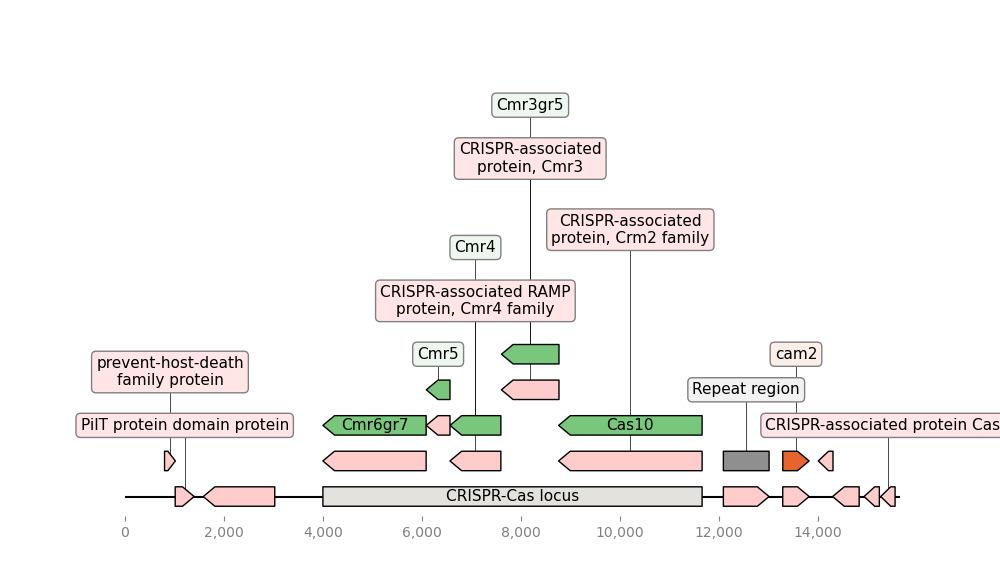 Cmr3gr5
CRISPR-associated
protein, Cmr3
CRISPR-associated
protein, Crm2 family
Cmr4
CRISPR-associated RAMP
protein, Cmr4 family
Cmr5
cam2
prevent-host-death
family protein
Repeat region
PilT protein domain protein
Cmr6gr7
Cas10
CRISPR-associated protein Cas
CRISPR-Cas locus
0
2,000
4,000
6,000
8,000
10,000
12,000
14,000